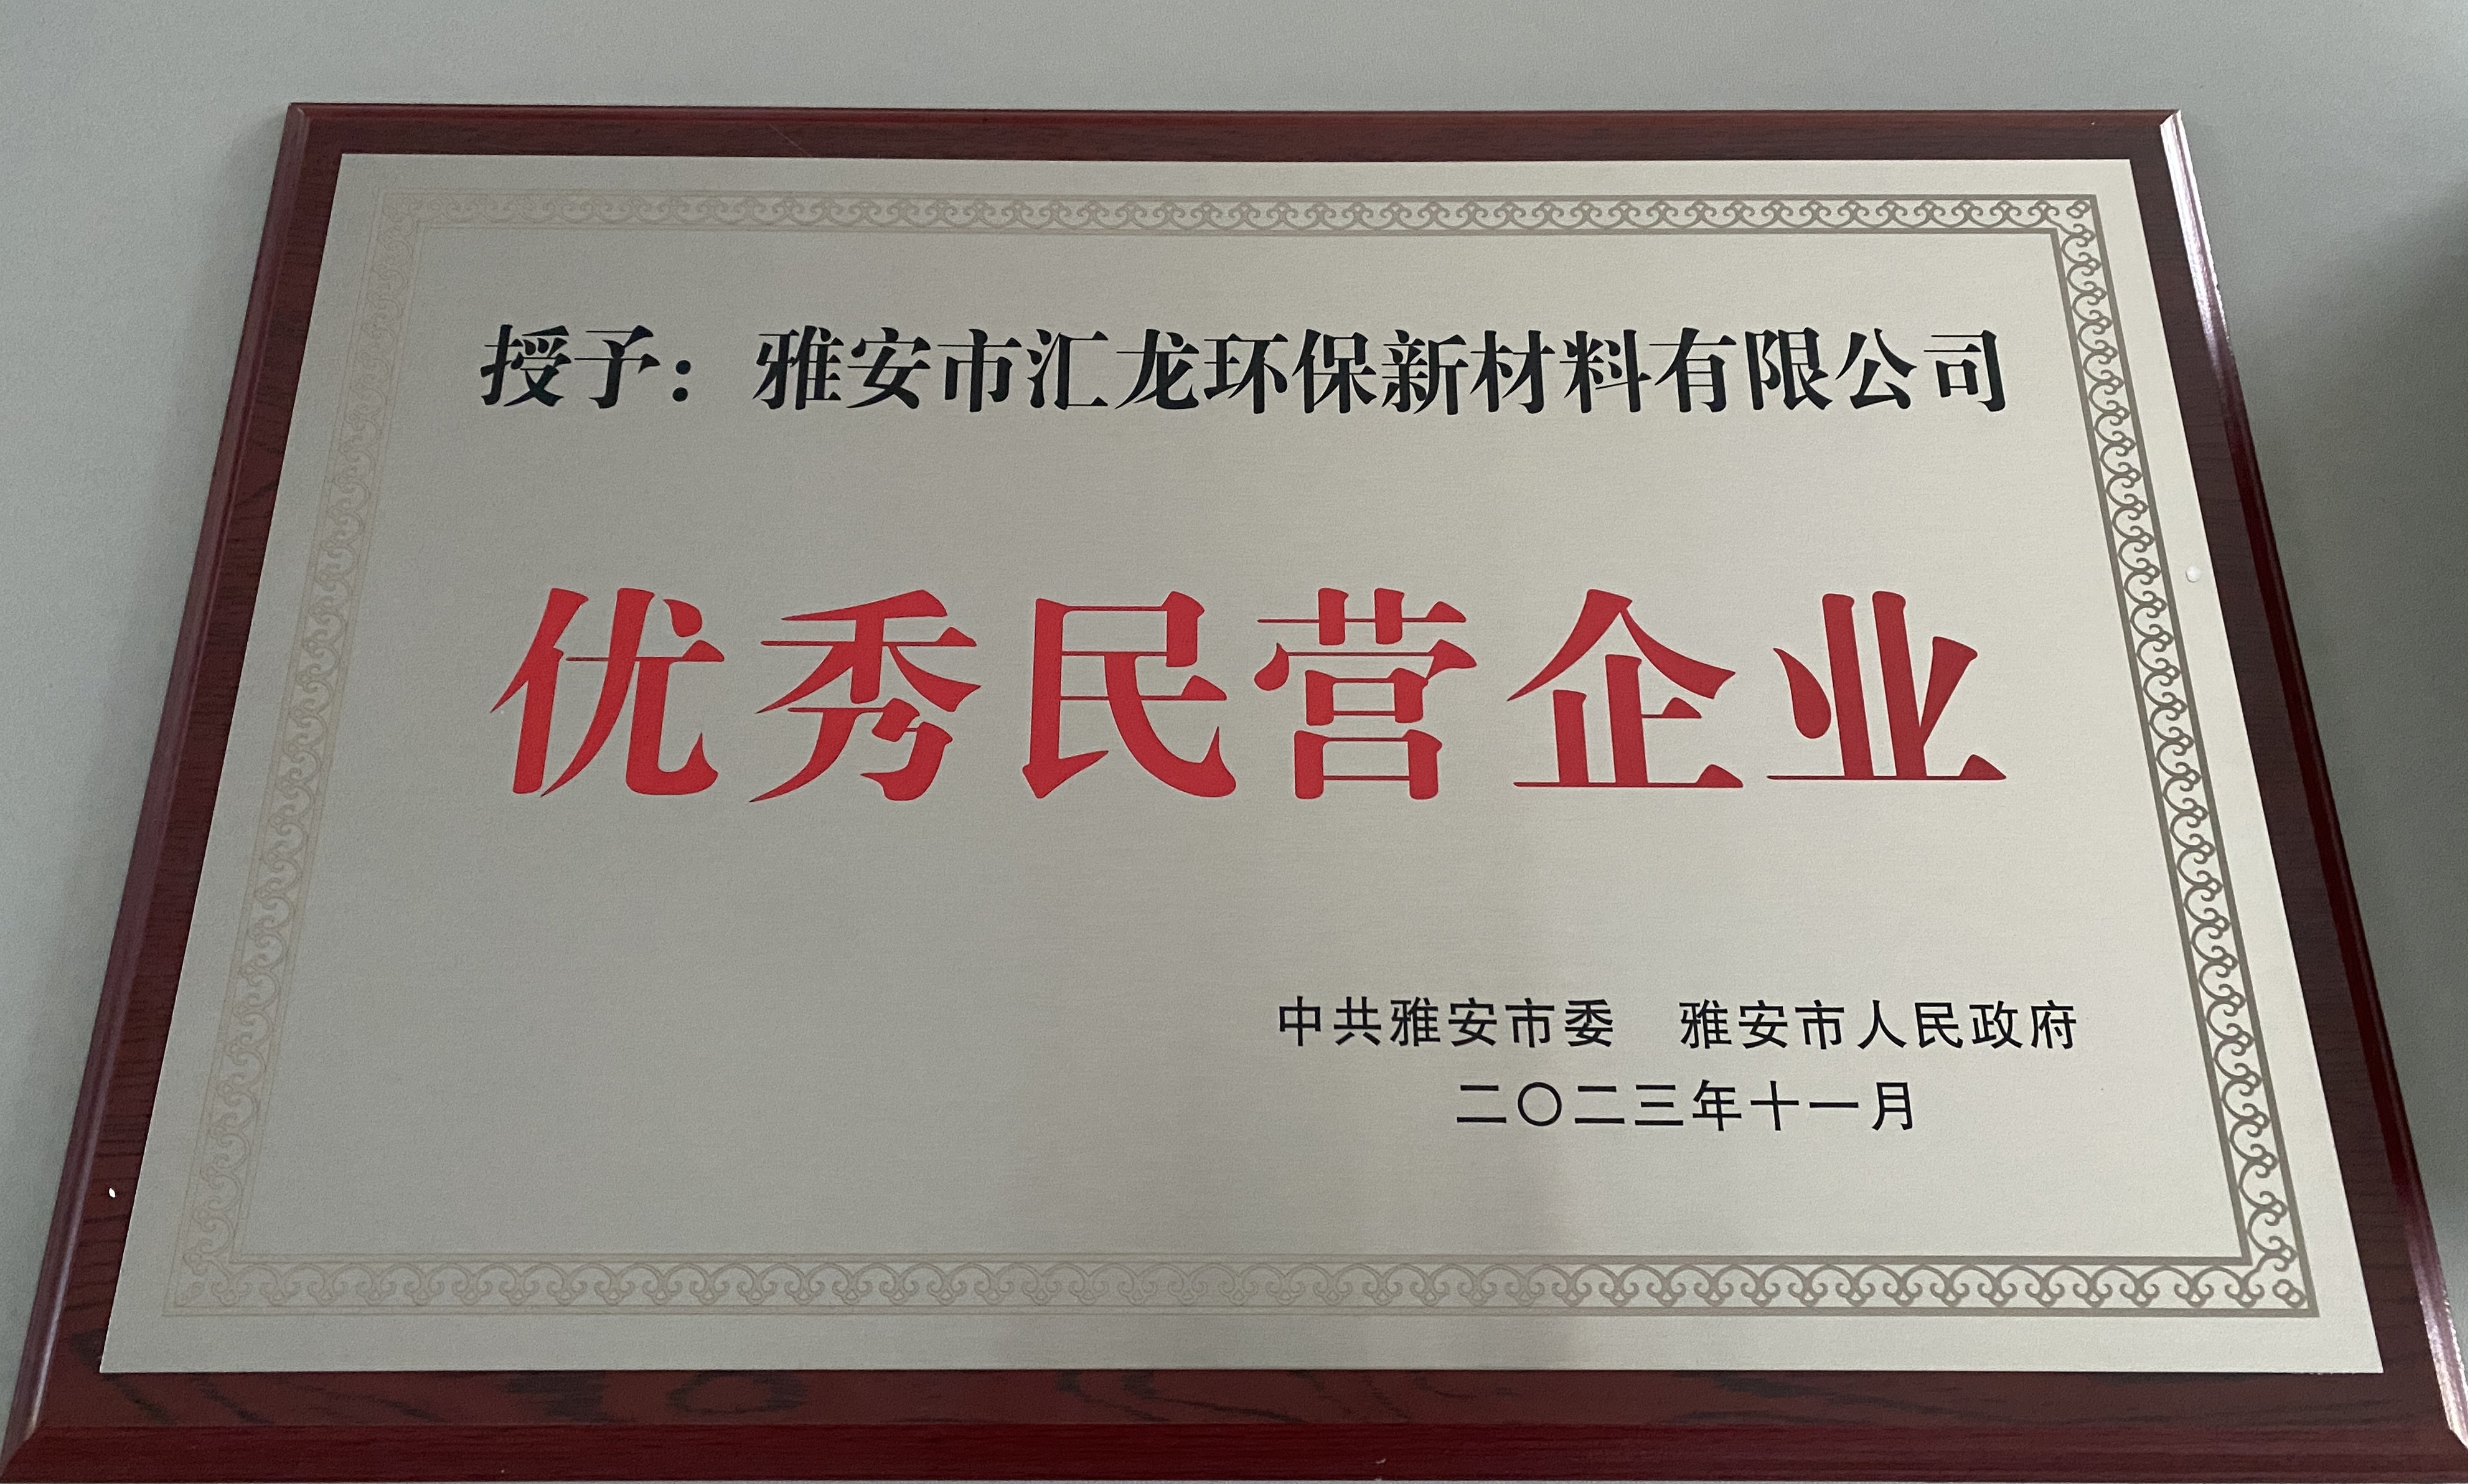 授予：雅安市汇龙环保新材料有限公司
优秀民营企业
中共雅安市委　雅安市人民政府
二〇二三年十一月